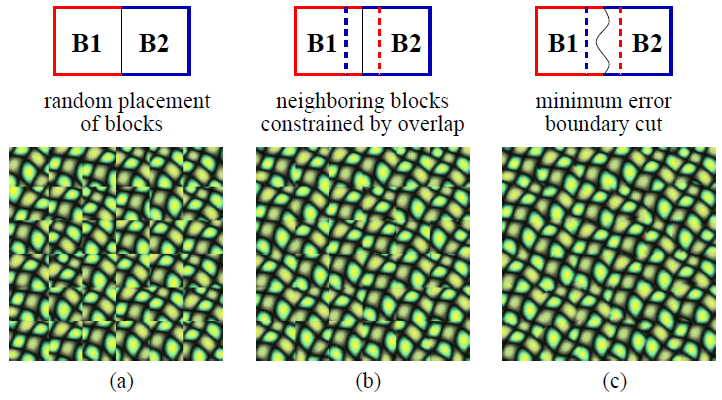 B1 B2
random placement
of blocks
B1 B2
neighboring blocks
constrained by overlap
B1 B2
minimum error
boundary cut
(a)
(b)
(c)